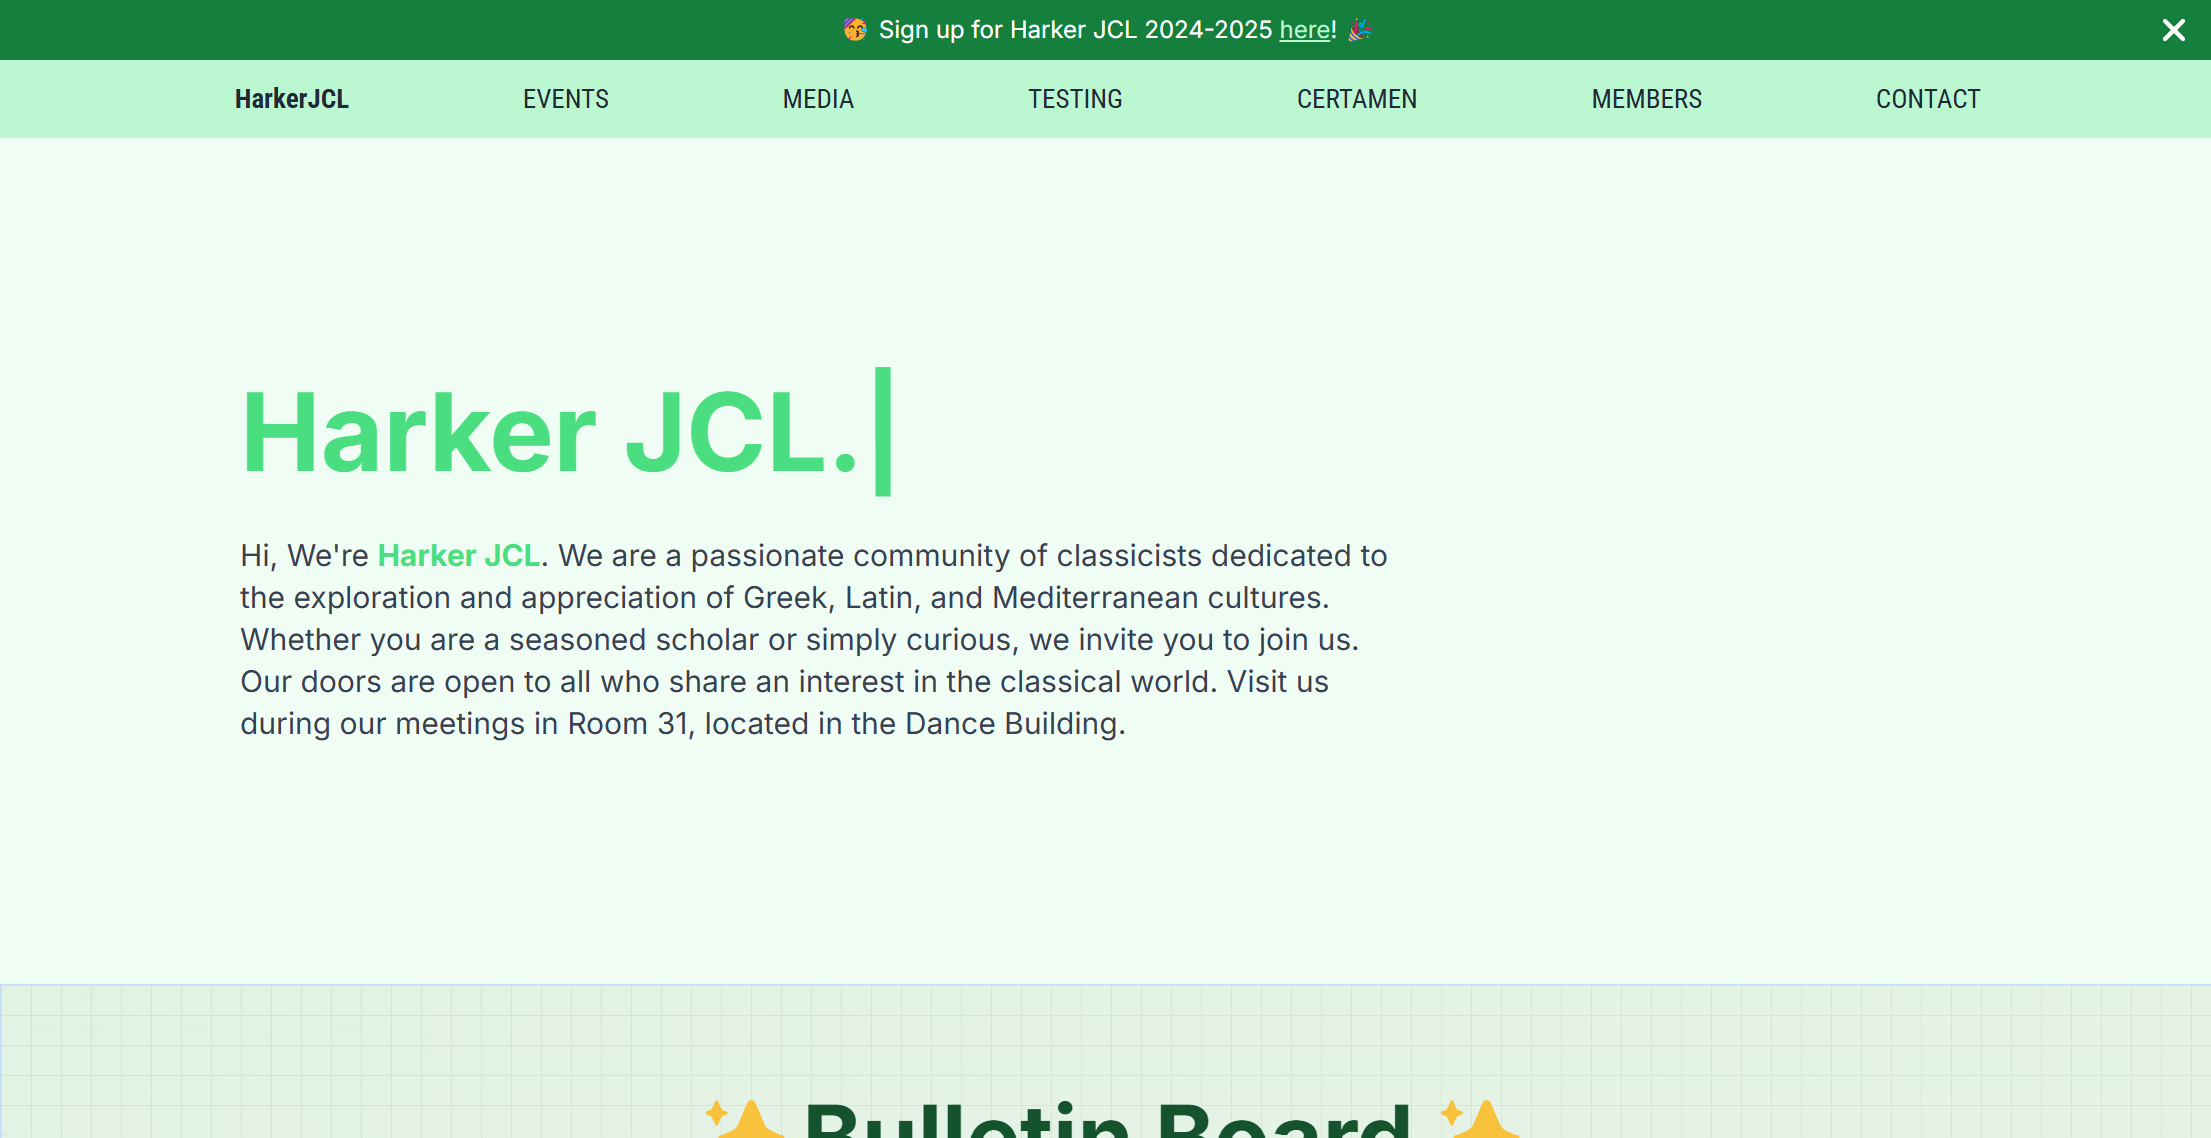 🥳 Sign up for Harker JCL 2024-2025 here! 🎉
HarkerJCL EVENTS MEDIA TESTING CERTAMEN MEMBERS CONTACT
Harker JCL.
Hi, We're Harker JCL. We are a passionate community of classicists dedicated to
the exploration and appreciation of Greek, Latin, and Mediterranean cultures.
Whether you are a seasoned scholar or simply curious, we invite you to join us.
Our doors are open to all who share an interest in the classical world. Visit us
during our meetings in Room 31, located in the Dance Building.
✨ Bulletin Board ✨